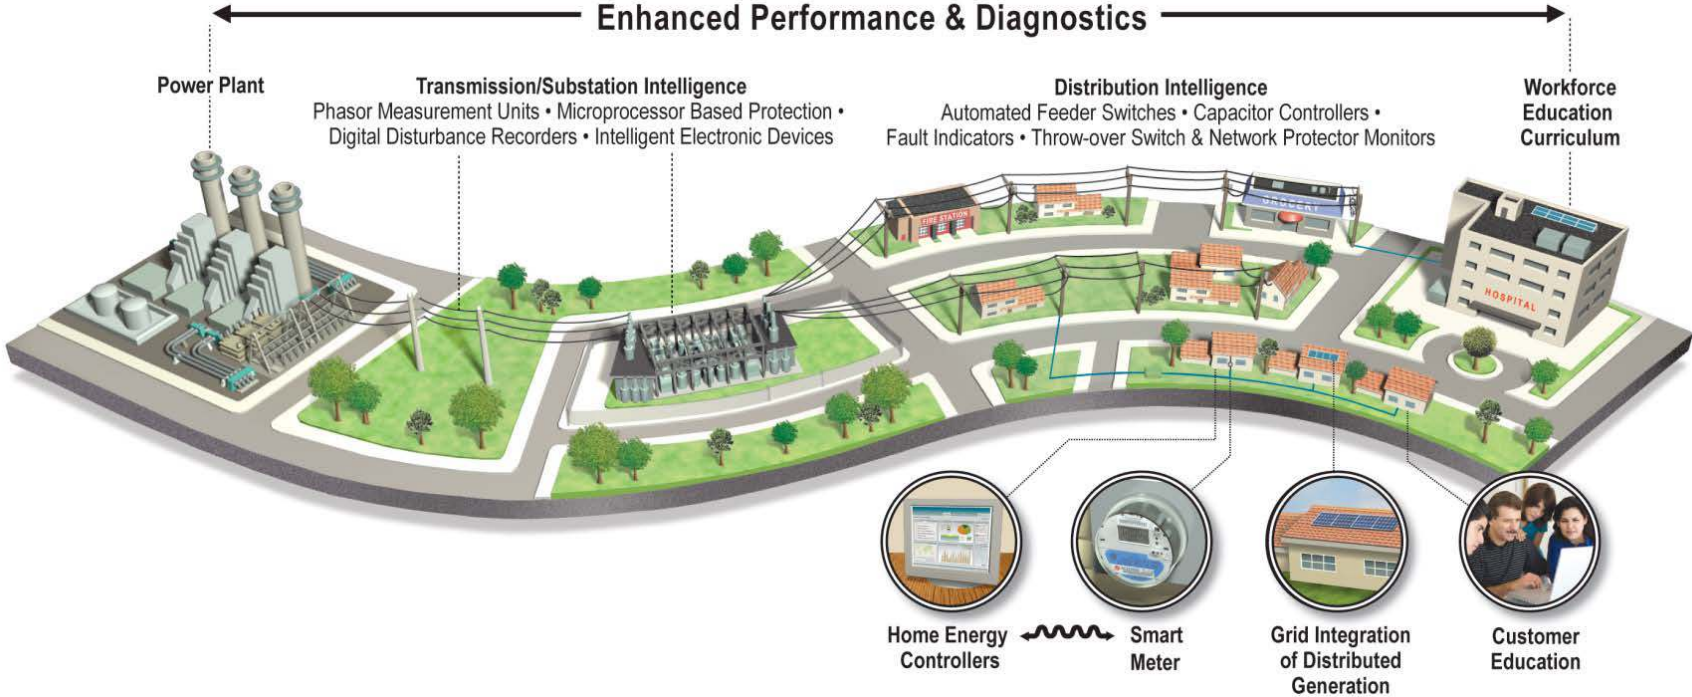 Enhanced Performance & Diagnostics
Power Plant
Transmission/Substation Intelligence
Phasor Measurement Units • Microprocessor Based Protection •
Digital Disturbance Recorders • Intelligent Electronic Devices
Distribution Intelligence
Automated Feeder Switches • Capacitor Controllers •
Fault Indicators • Throw-over Switch & Network Protector Monitors
Workforce
Education
Curriculum
FIRE STATION
GROCERY
HOSPITAL
Home Energy
Controllers
Smart
Meter
Grid Integration
of Distributed
Generation
Customer
Education